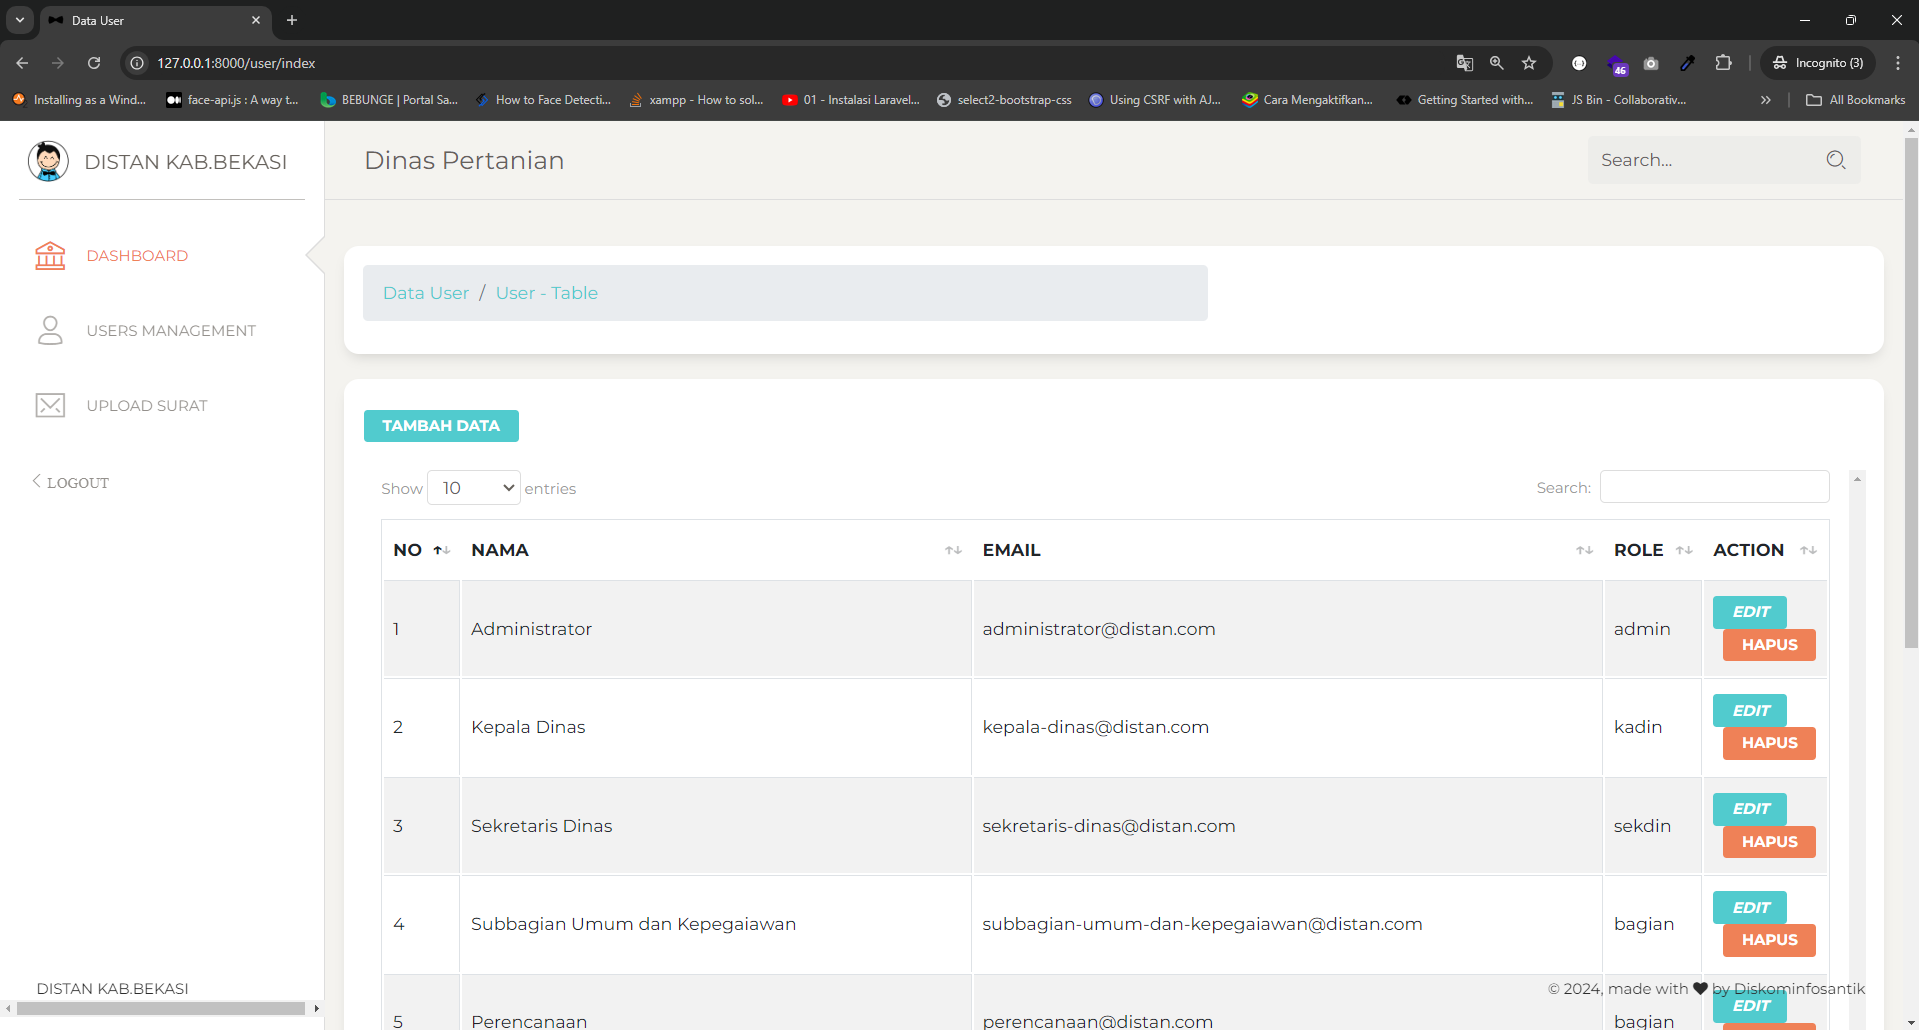 Data User
127.0.0.1:8000/user/index
46
Incognito (3)
Installing as a Wind...
face-api.js : A way t...
BEBUNGE | Portal Sa...
How to Face Detecti...
xampp - How to sol...
01 - Instalasi Laravel...
select2-bootstrap-css
Using CSRF with AJ...
Cara Mengaktifkan...
Getting Started with...
JS Bin - Collaborativ...
All Bookmarks
DISTAN KAB.BEKASI
Dinas Pertanian
Search...
DASHBOARD
USERS MANAGEMENT
UPLOAD SURAT
LOGOUT
Data User / User - Table
TAMBAH DATA
Show 10 entries
Search:
NO NAMA EMAIL ROLE ACTION
1 Administrator administrator@distan.com admin EDIT HAPUS
2 Kepala Dinas kepala-dinas@distan.com kadin EDIT HAPUS
3 Sekretaris Dinas sekretaris-dinas@distan.com sekdin EDIT HAPUS
4 Subbagian Umum dan Kepegaiawan subbagian-umum-dan-kepegaiawan@distan.com bagian EDIT HAPUS
5 Perencanaan perencanaan@distan.com bagian EDIT
DISTAN KAB.BEKASI
© 2024, made with ♥ by Diskominfosantik